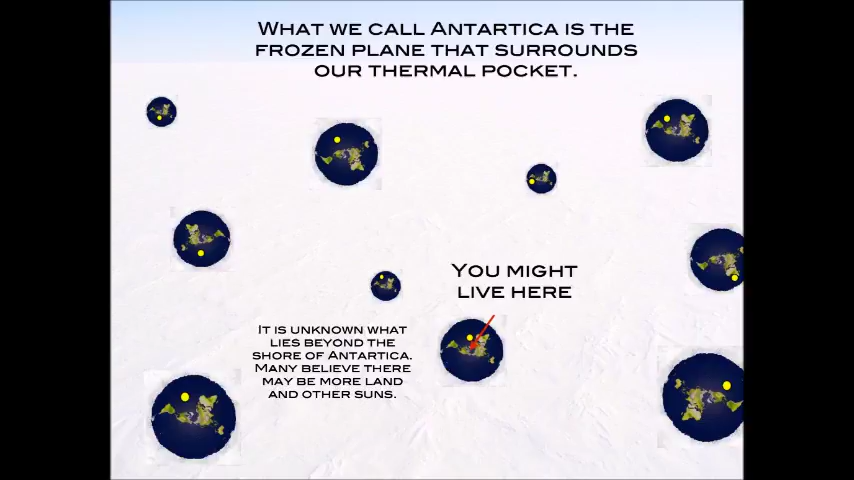 What we call Antartica is the
frozen plane that surrounds
our thermal pocket.
You might
live here
It is unknown what
lies beyond the
shore of Antartica.
Many believe there
may be more land
and other suns.